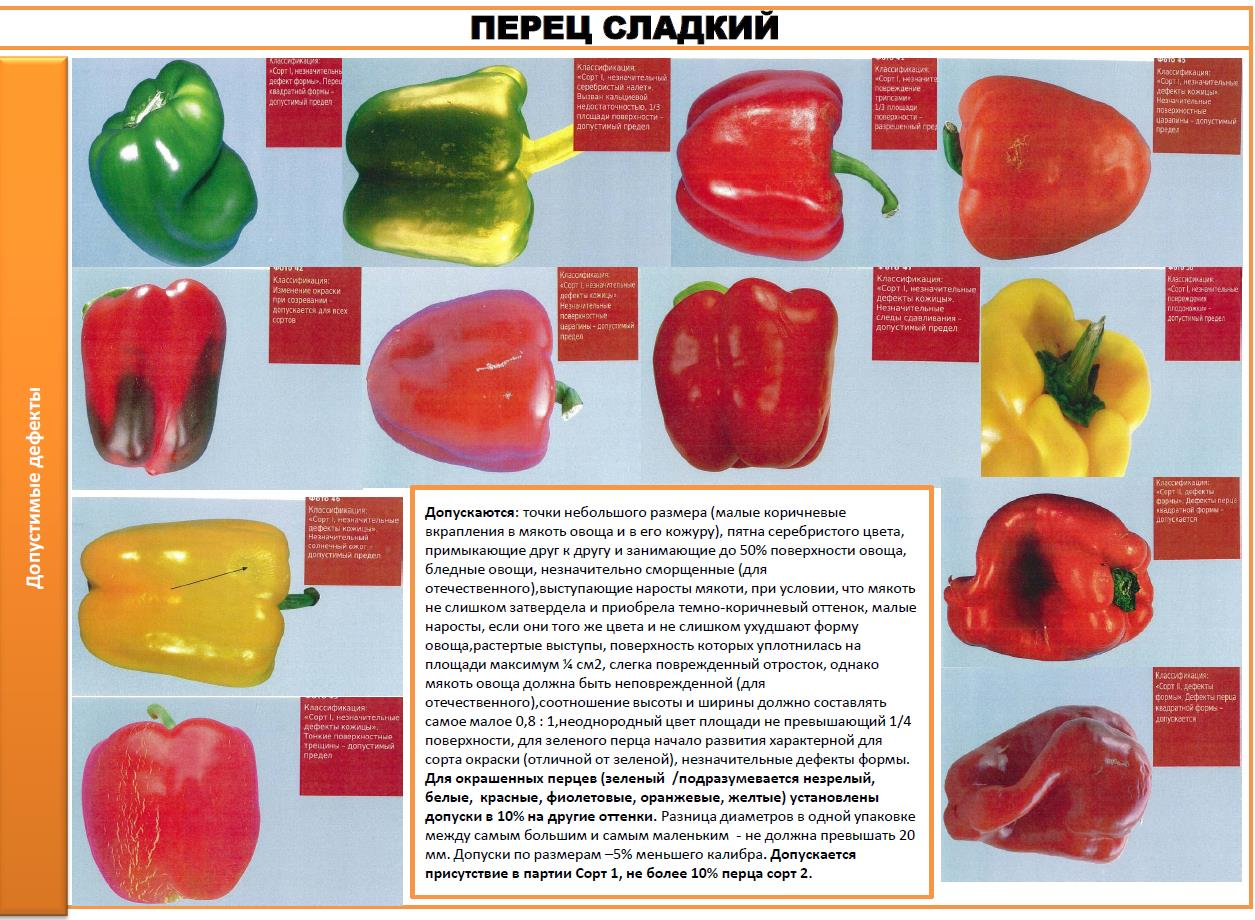 ПЕРЕЦ СЛАДКИЙ
Допустимые дефекты
Классификация:
«Сорт I, незначительн
дефект формы». Перец
квадратной формы –
допустимый предел
Классификация:
«Сорт I, незначительный
серебристый налет».
Вызван кальциевой
недостаточностью, 1/3
площади поверхности –
допустимый предел
Классификация:
«Сорт I, незначите
повреждение
трипсами».
1/3 площади
поверхности –
разрешенный пред
Фото 45
Классификация:
«Сорт I, незначительные
дефекты кожицы».
Незначительные
поверхностные
царапины – допустимый
предел
Фото 42
Классификация:
Изменение окраски
при созревании –
допускается для всех
сортов
Классификация:
«Сорт I, незначительные
дефекты кожицы».
Незначительные
поверхностные
царапины – допустимый
предел
Фото 47
Классификация:
«Сорт I, незначительные
дефекты кожицы».
Незначительные
следы сдавливания –
допустимый предел
Классификация:
«Сорт I, незначительные
повреждения
плодоножки» –
допустимый предел
Фото 46
Классификация:
«Сорт I, незначительные
дефекты кожицы».
Незначительный
солнечный ожог –
допустимый предел
Допускаются: точки небольшого размера (малые коричневые
вкрапления в мякоть овоща и в его кожуру), пятна серебристого цвета,
примыкающие друг к другу и занимающие до 50% поверхности овоща,
бледные овощи, незначительно сморщенные (для
отечественного),выступающие наросты мякоти, при условии, что мякоть
не слишком затвердела и приобрела темно-коричневый оттенок, малые
наросты, если они того же цвета и не слишком ухудшают форму
овоща,растертые выступы, поверхность которых уплотнилась на
площади максимум ¼ см2, слегка поврежденный отросток, однако
мякоть овоща должна быть неповрежденной (для
отечественного),соотношение высоты и ширины должно составлять
самое малое 0,8 : 1,неоднородный цвет площади не превышающий 1/4
поверхности, для зеленого перца начало развития характерной для
сорта окраски (отличной от зеленой), незначительные дефекты формы.
Для окрашенных перцев (зеленый /подразумевается незрелый,
белые, красные, фиолетовые, оранжевые, желтые) установлены
допуски в 10% на другие оттенки. Разница диаметров в одной упаковке
между самым большим и самым маленьким - не должна превышать 20
мм. Допуски по размерам –5% меньшего калибра. Допускается
присутствие в партии Сорт 1, не более 10% перца сорт 2.
Классификация:
«Сорт II, дефекты
формы». Дефекты перца
квадратной формы –
допускается
Классификация:
«Сорт I, незначительные
дефекты кожицы».
Тонкие поверхностные
трещины – допустимый
предел
Классификация:
«Сорт II, дефекты
формы». Дефекты перца
квадратной формы –
допускается